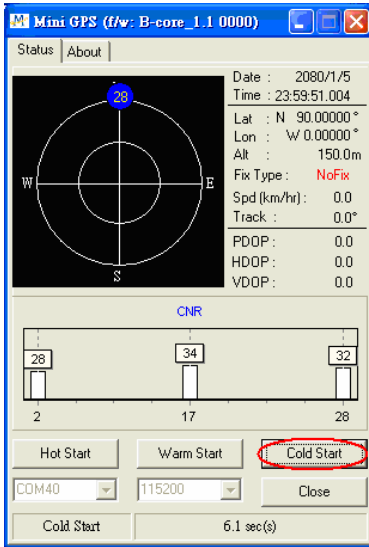 Mini GPS (f/w: B-core_1.1 0000)
Status About
28
W E
S
Date : 2080/1/5
Time : 23:59:51.004
Lat : N 90.00000°
Lon : W 0.00000°
Alt : 150.0m
Fix Type : NoFix
Spd (km/hr) : 0.0
Track : 0.0°
PDOP : 0.0
HDOP : 0.0
VDOP : 0.0
CNR
28 34 32
2 17 28
Hot Start Warm Start Cold Start
COM40 115200 Close
Cold Start 6.1 sec(s)